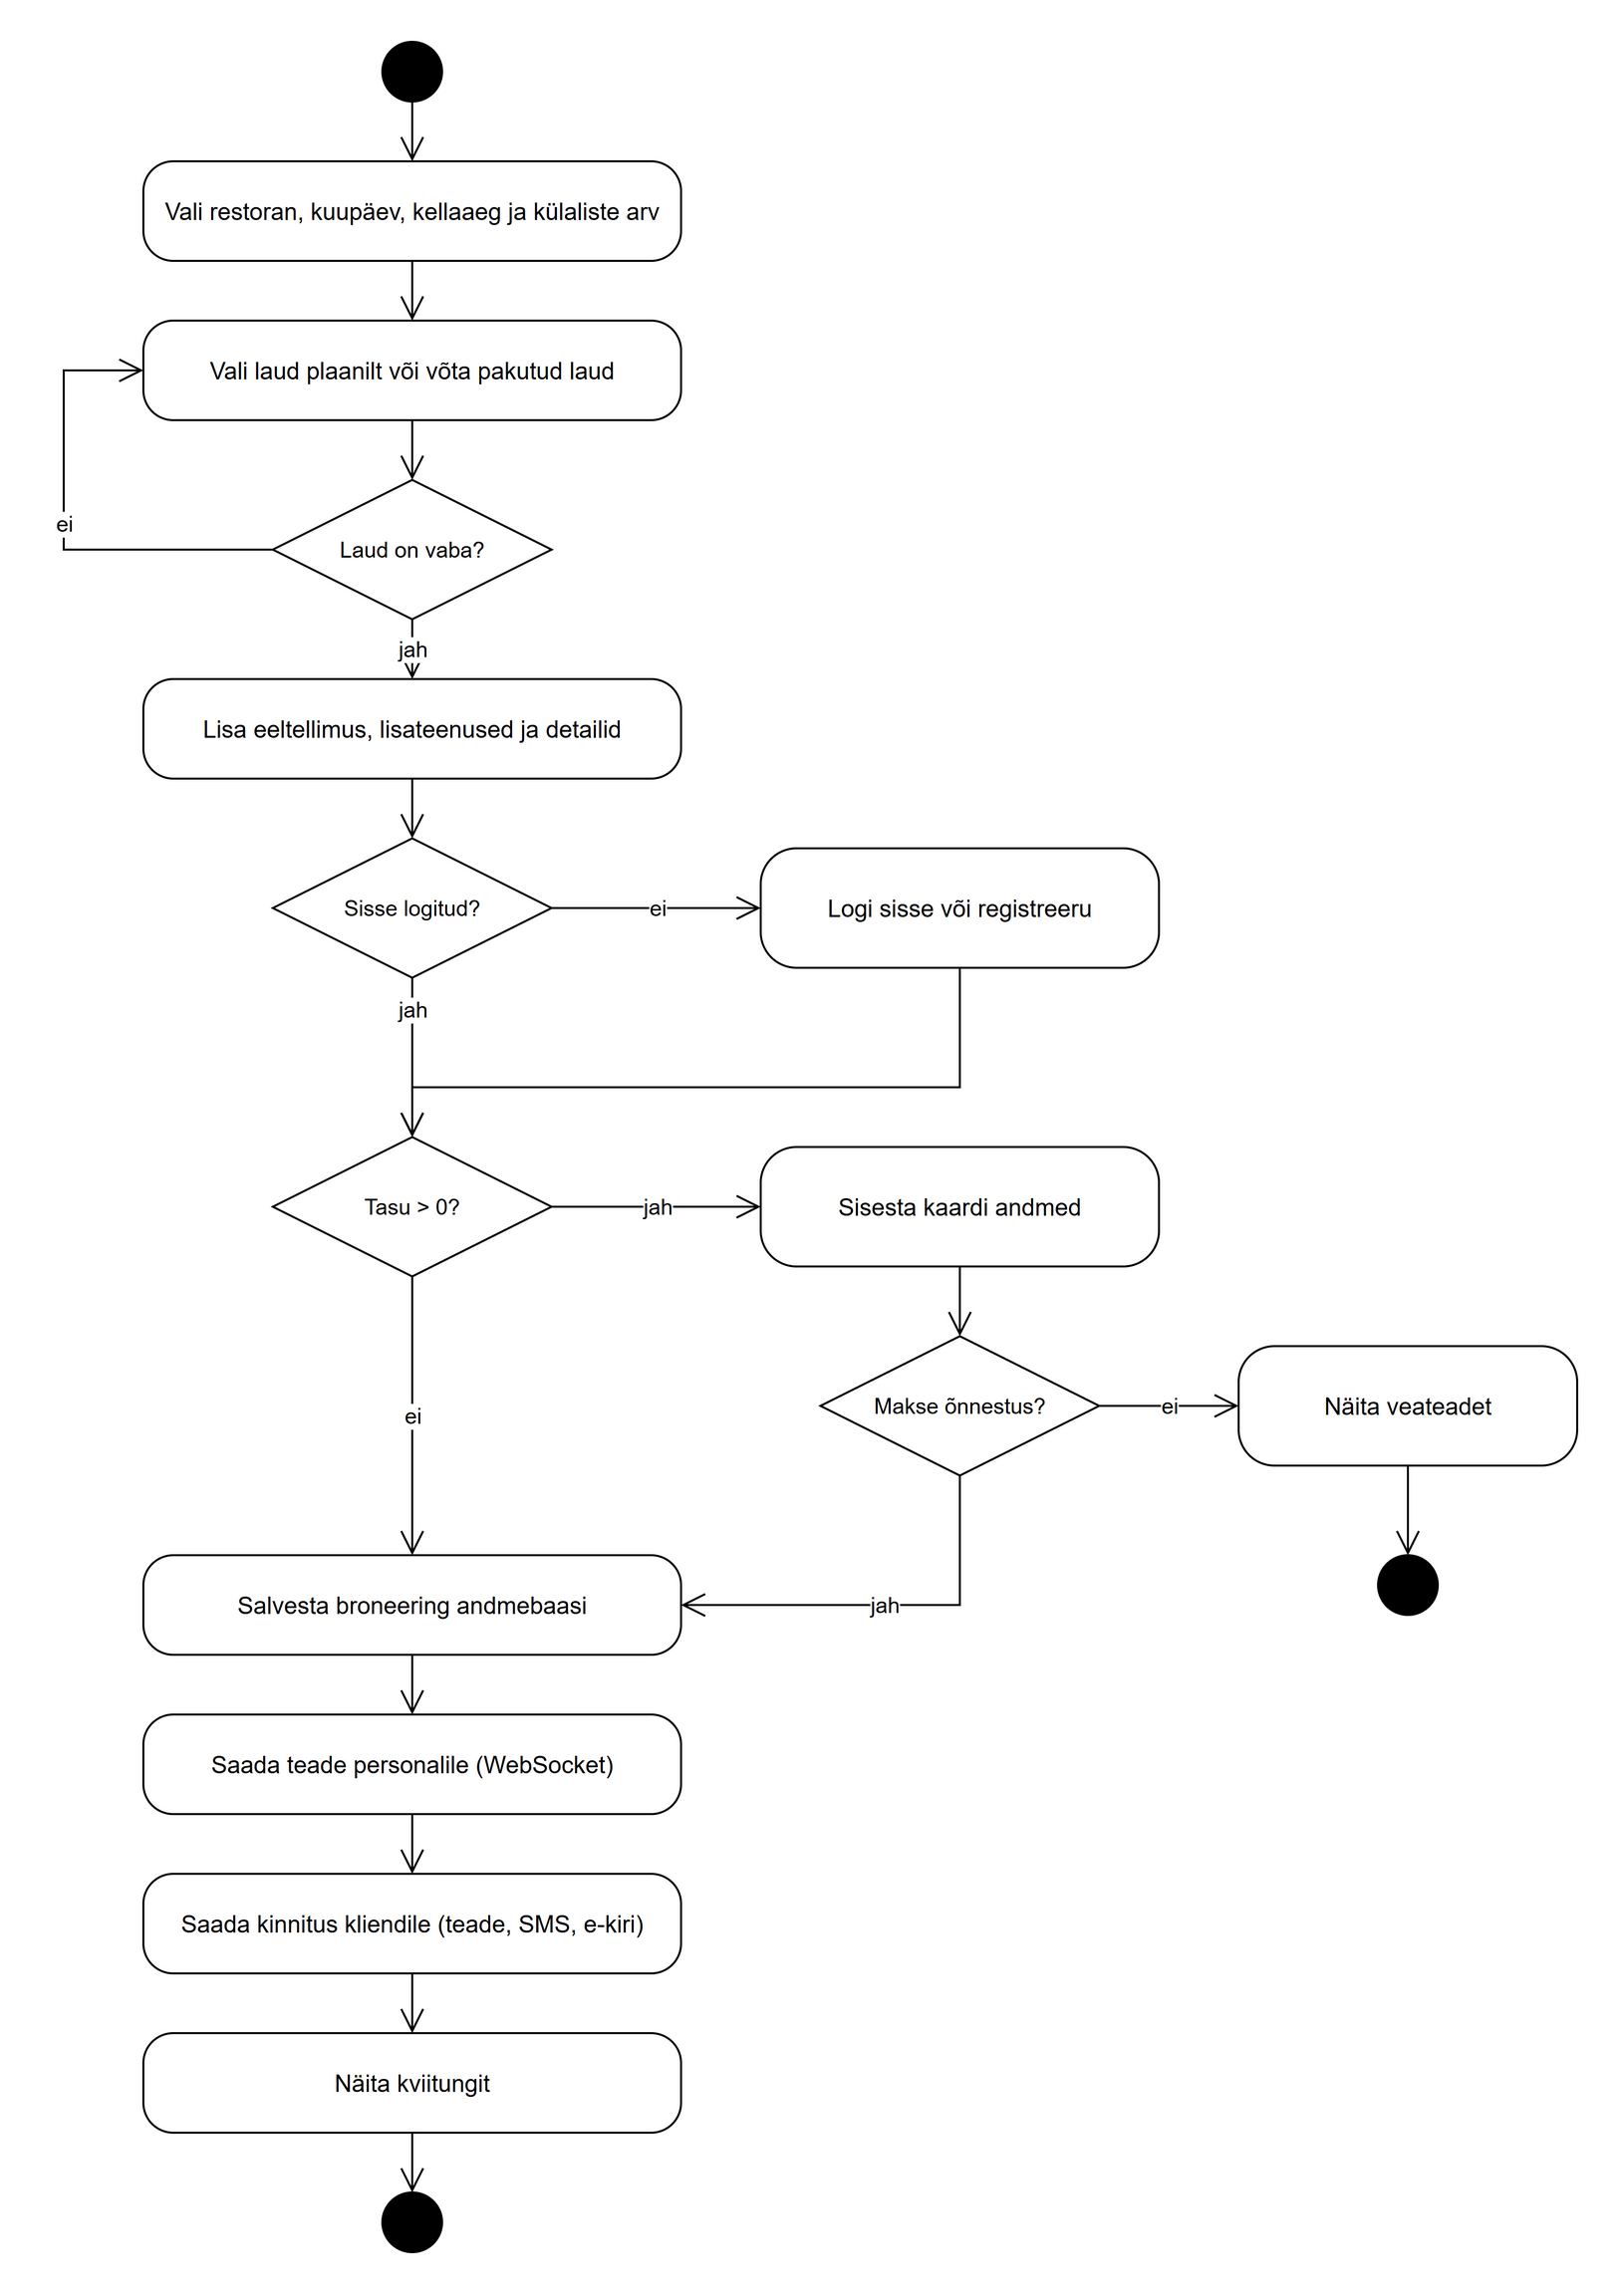 Vali restoran, kuupäev, kellaaeg ja külaliste arv
Vali laud plaanilt või võta pakutud laud
ei
Laud on vaba?
jah
Lisa eeltellimus, lisateenused ja detailid
Sisse logitud?
ei
Logi sisse või registreeru
jah
Tasu > 0?
jah
Sisesta kaardi andmed
ei
Makse õnnestus?
ei
Näita veateadet
Salvesta broneering andmebaasi
jah
Saada teade personalile (WebSocket)
Saada kinnitus kliendile (teade, SMS, e-kiri)
Näita kviitungit